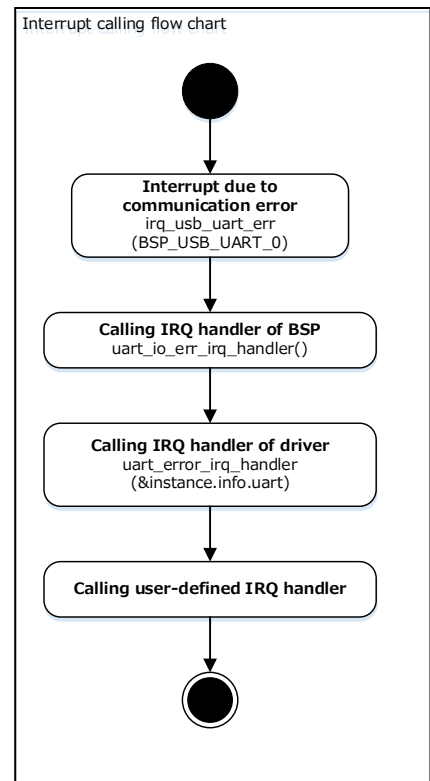 Interrupt calling flow chart
Interrupt due to
communication error
irq_usb_uart_err
(BSP_USB_UART_0)
Calling IRQ handler of BSP
uart_io_err_irq_handler()
Calling IRQ handler of driver
uart_error_irq_handler
(&instance.info.uart)
Calling user-defined IRQ handler